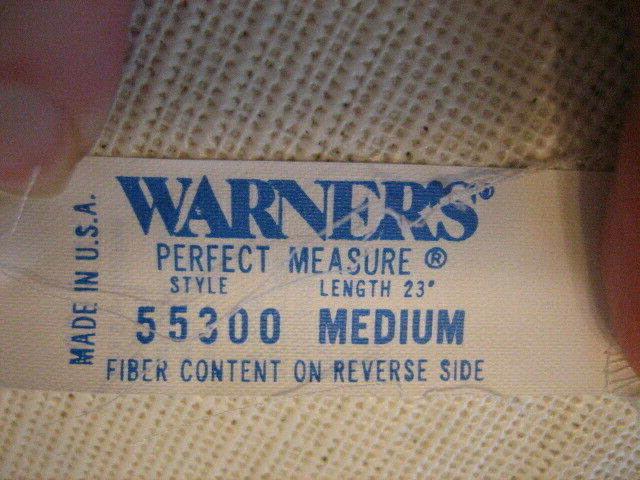 WARNER'S®
PERFECT MEASURE ®
STYLE LENGTH 23"
55300 MEDIUM
FIBER CONTENT ON REVERSE SIDE
MADE IN U.S.A.